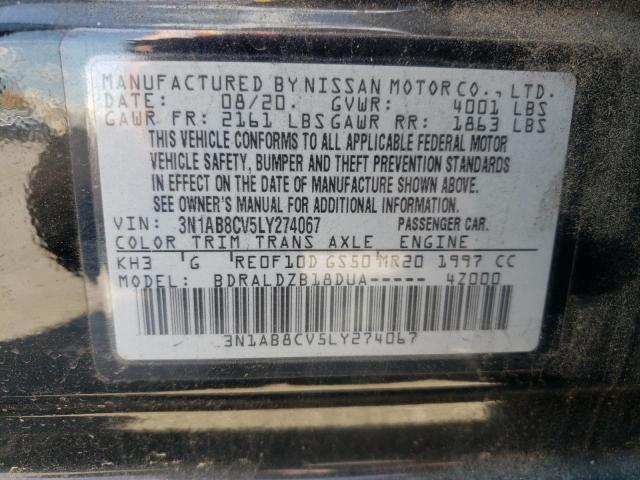 MANUFACTURED BY NISSAN MOTOR CO., LTD.
DATE: 08/20. GVWR: 4001 LBS
GAWR FR: 2161 LBS GAWR RR: 1863 LBS
THIS VEHICLE CONFORMS TO ALL APPLICABLE FEDERAL MOTOR
VEHICLE SAFETY, BUMPER AND THEFT PREVENTION STANDARDS
IN EFFECT ON THE DATE OF MANUFACTURE SHOWN ABOVE.
SEE OWNER'S MANUAL FOR ADDITIONAL INFORMATION.
VIN: 3N1AB8CV5LY274067 PASSENGER CAR.
COLOR TRIM TRANS AXLE ENGINE
KH3 'G RE0F10D GS50 MR20 1997 CC
MODEL: BDRALDZB18DUA----- 4Z000
3N1AB8CV5LY274067